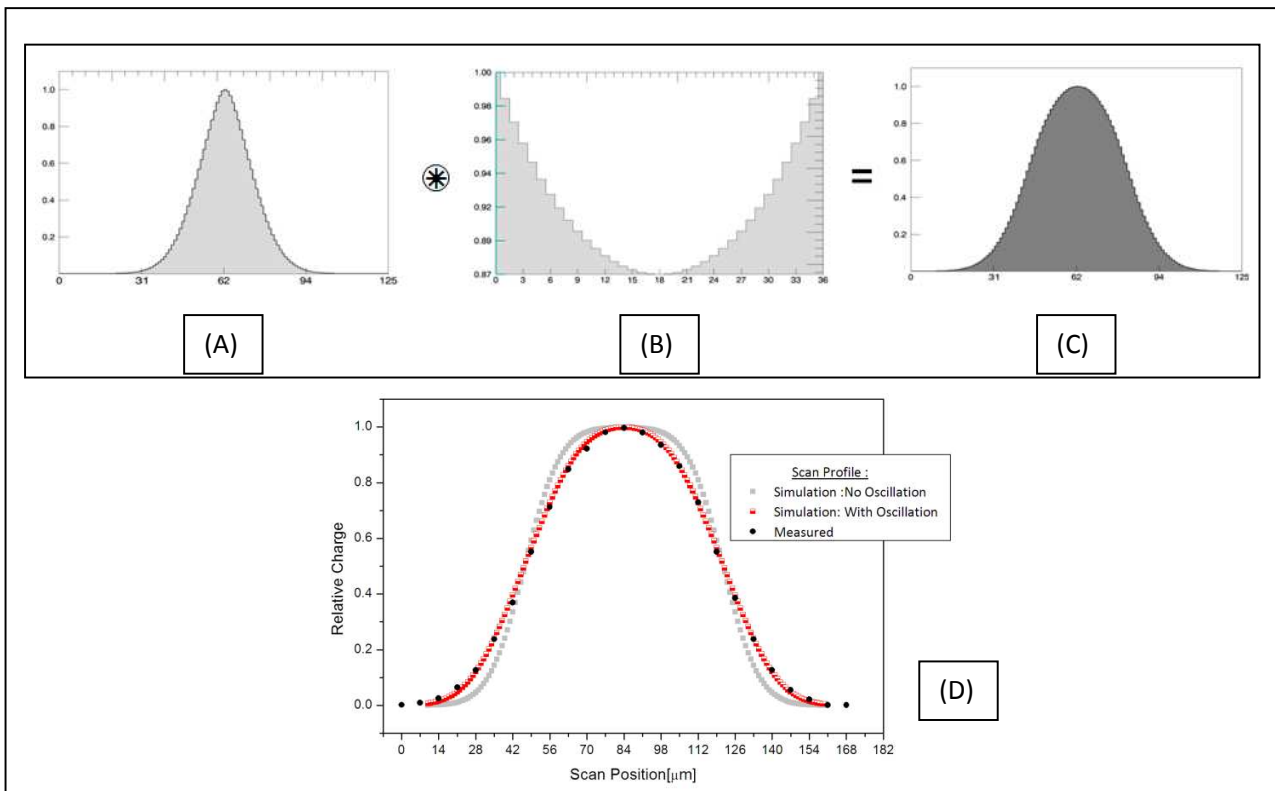 1.0
0.8
0.6
0.4
0.2
0 31 62 94 125
(A)
1.00
0.98
0.96
0.94
0.92
0.90
0.89
0.87
0 3 6 9 12 15 18 21 24 27 30 33 36
(B)
=
1.0
0.8
0.6
0.4
0.2
0 31 62 94 125
(C)
Relative Charge
1.0
0.8
0.6
0.4
0.2
0.0
0 14 28 42 56 70 84 98 112 126 140 154 168 182
Scan Position[μm]
Scan Profile :
Simulation :No Oscillation
Simulation: With Oscillation
Measured
(D)